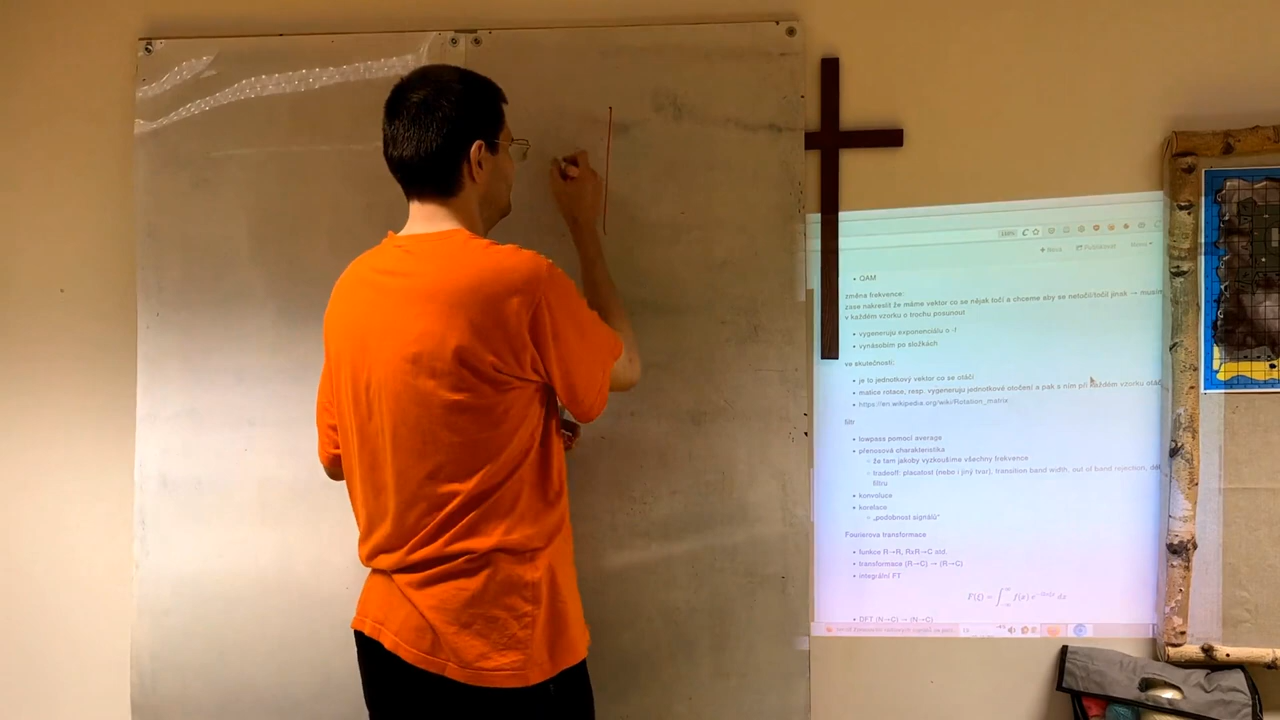 + Nová
Publikovat
Menu
• QAM
změna frekvence:
zase nakreslit že máme vektor co se nějak točí a chceme aby se netočil/točil jinak → musím
v každém vzorku o trochu posunout
• vygeneruju exponenciálu o -f
• vynásobím po složkách
ve skutečnosti:
• je to jednotkový vektor co se otáčí
• matice rotace, resp. vygeneruju jednotkové otočení a pak s ním při každém vzorku otáč
• https://en.wikipedia.org/wiki/Rotation_matrix
filtr
• lowpass pomocí average
• přenosová charakteristika
◦ že tam jakoby vyzkoušíme všechny frekvence
◦ tradeoff: placatost (nebo i jiný tvar), transition band width, out of band rejection, dél
filtru
• konvoluce
• korelace
◦ „podobnost signálů"
Fourierova transformace
• funkce R→R, RxR→C atd.
• transformace (R→C) → (R→C)
• integrální FT
• DFT (N→C) → (N→C)